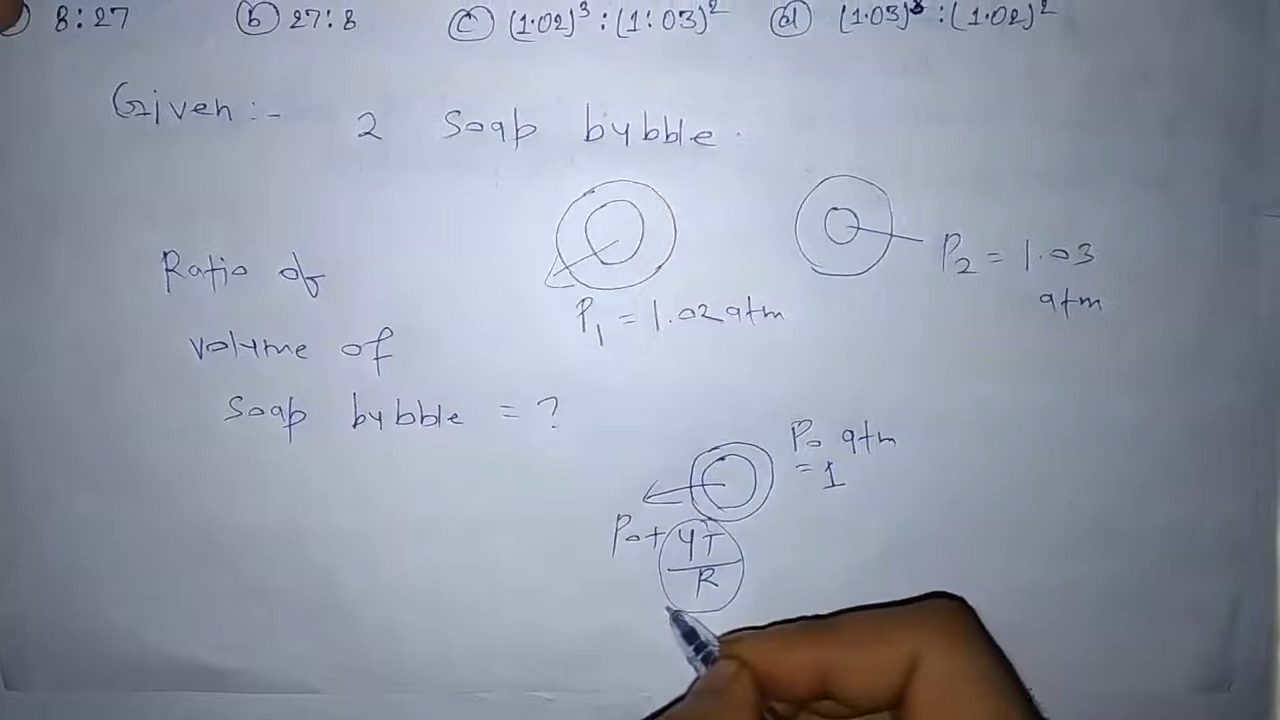 ) 8:27 (b) 27:8 (c) (1.02)³ : (1:03)² (d) (1.03)³ : (1.02)²
Given :- 2 Soap bubble.
P₂ = 1.03
atm
Ratio of
P₁ = 1.02 atm
volume of
Soap bubble = ?
P₀ atm
= 1
P₀ + 4T
R